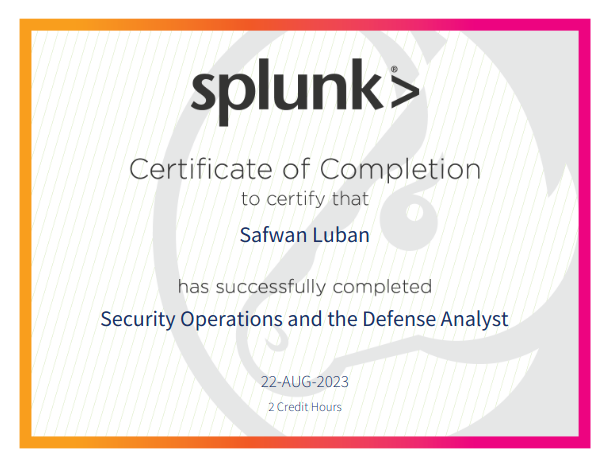 splunk>®
Certificate of Completion
to certify that
Safwan Luban
has successfully completed
Security Operations and the Defense Analyst
22-AUG-2023
2 Credit Hours